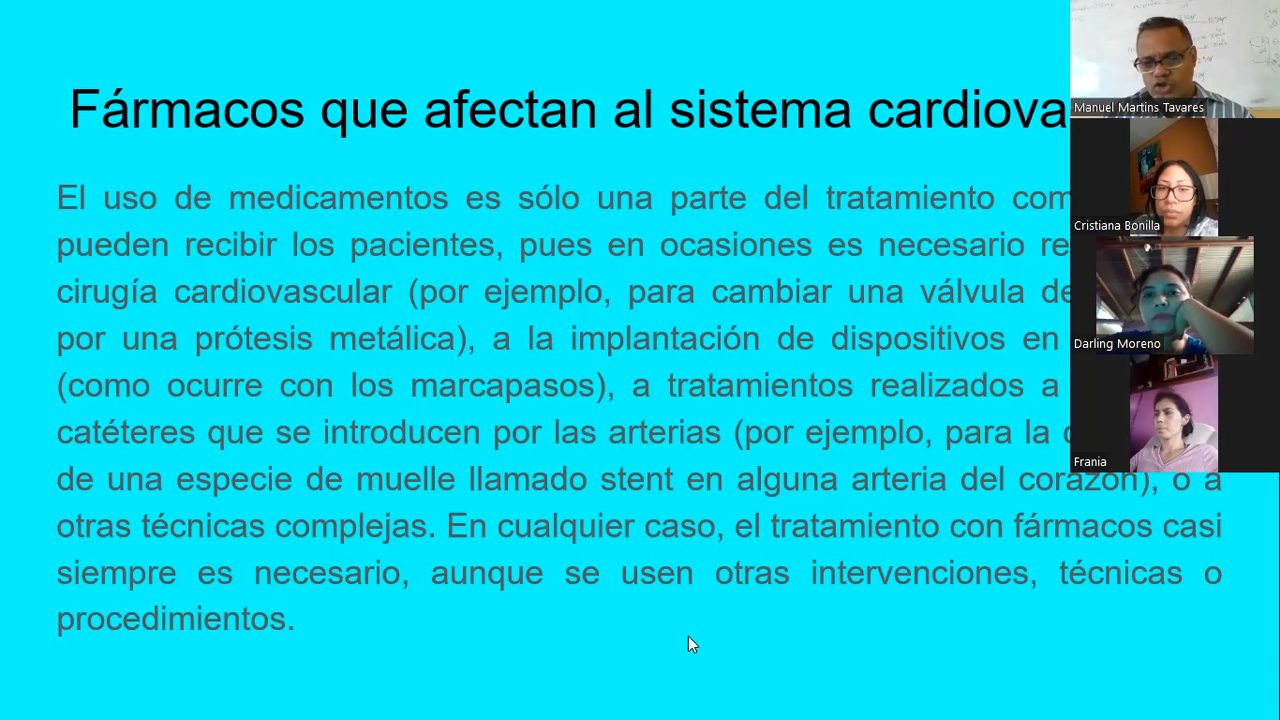 Fármacos que afectan al sistema cardiova
El uso de medicamentos es sólo una parte del tratamiento com
pueden recibir los pacientes, pues en ocasiones es necesario re
cirugía cardiovascular (por ejemplo, para cambiar una válvula de
por una prótesis metálica), a la implantación de dispositivos en
(como ocurre con los marcapasos), a tratamientos realizados a
catéteres que se introducen por las arterias (por ejemplo, para la
de una especie de muelle llamado stent en alguna arteria del corazón), o a
otras técnicas complejas. En cualquier caso, el tratamiento con fármacos casi
siempre es necesario, aunque se usen otras intervenciones, técnicas o
procedimientos.
Manuel Martins Tavares
Cristiana Bonilla
Darling Moreno
Frania